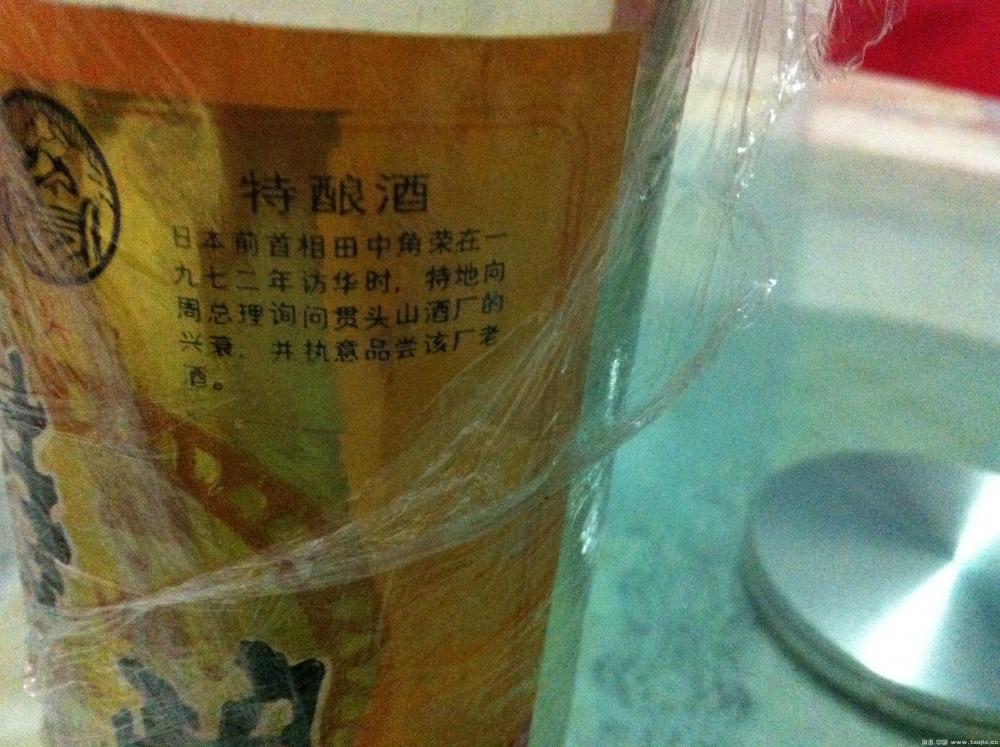 特酿酒
日本前首相田中角荣在一
九七二年访华时，特地向
周总理询问贯头山酒厂的
兴衰，并执意品尝该厂老
酒。